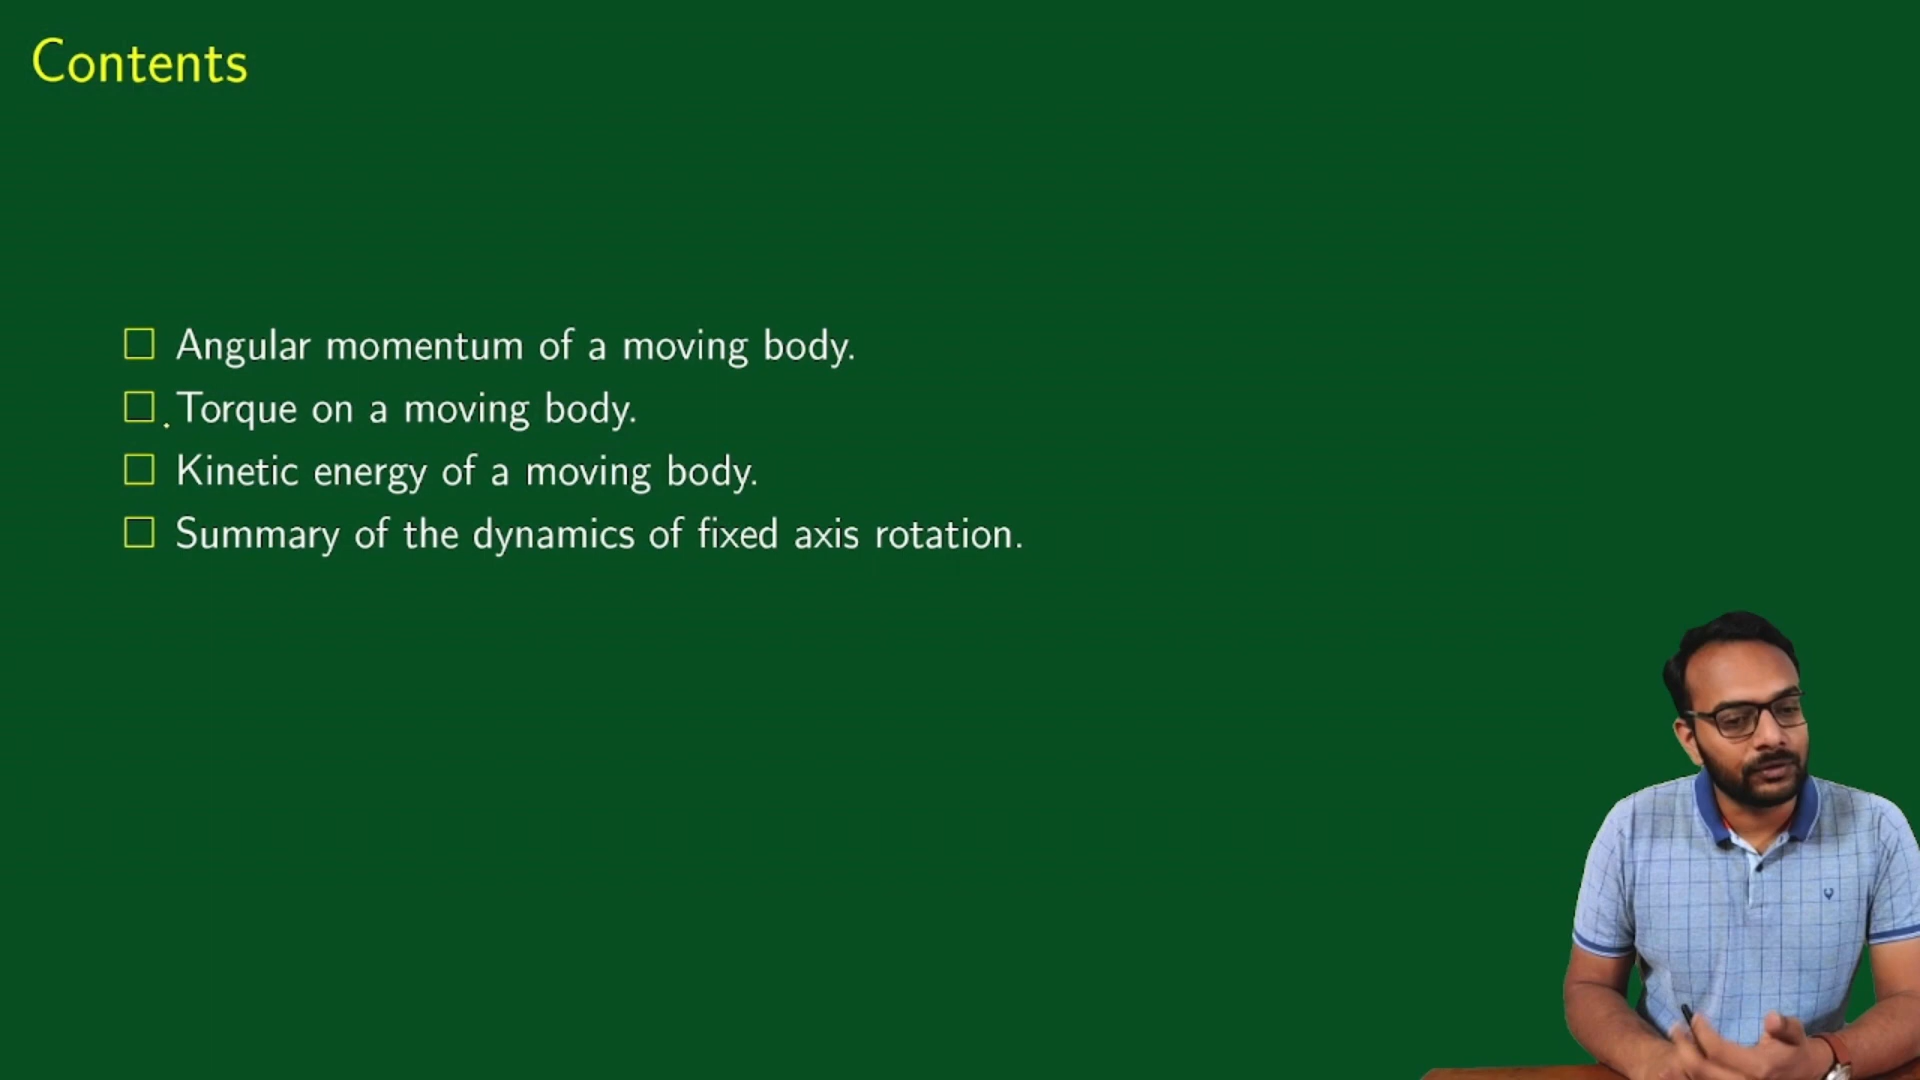 Contents
Angular momentum of a moving body.
Torque on a moving body.
Kinetic energy of a moving body.
Summary of the dynamics of fixed axis rotation.